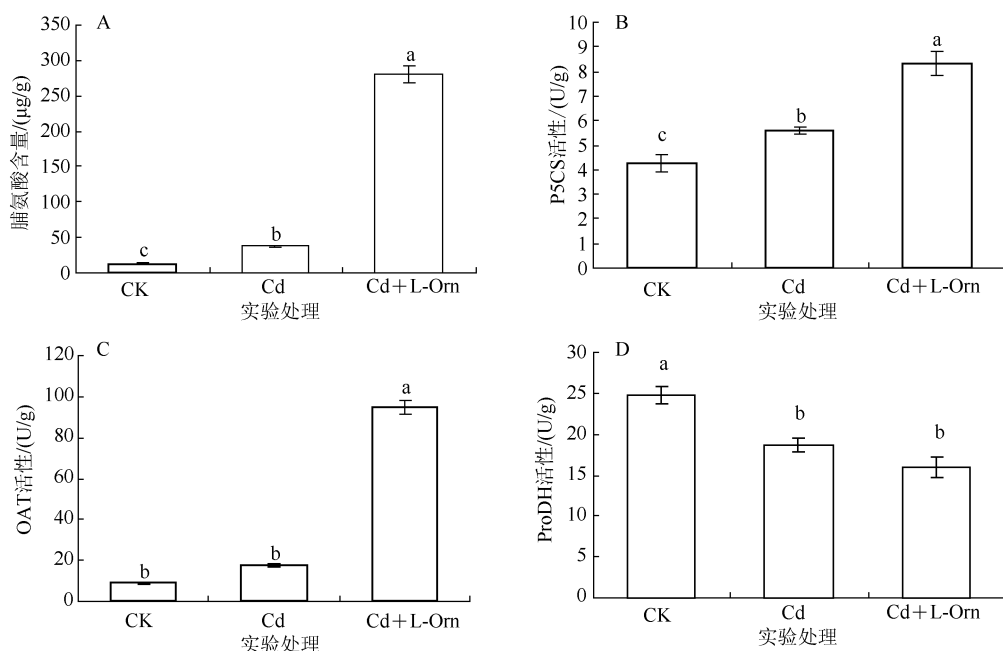 A
脯氨酸含量/(μg/g)
350
300
250
200
150
100
50
0
c
b
a
CK
Cd
Cd+L-Orn
实验处理
B
P5CS活性/(U/g)
10
9
8
7
6
5
4
3
2
1
0
c
b
a
CK
Cd
Cd+L-Orn
实验处理
C
OAT活性/(U/g)
120
100
80
60
40
20
0
b
b
a
CK
Cd
Cd+L-Orn
实验处理
D
ProDH活性/(U/g)
30
25
20
15
10
5
0
a
b
b
CK
Cd
Cd+L-Orn
实验处理